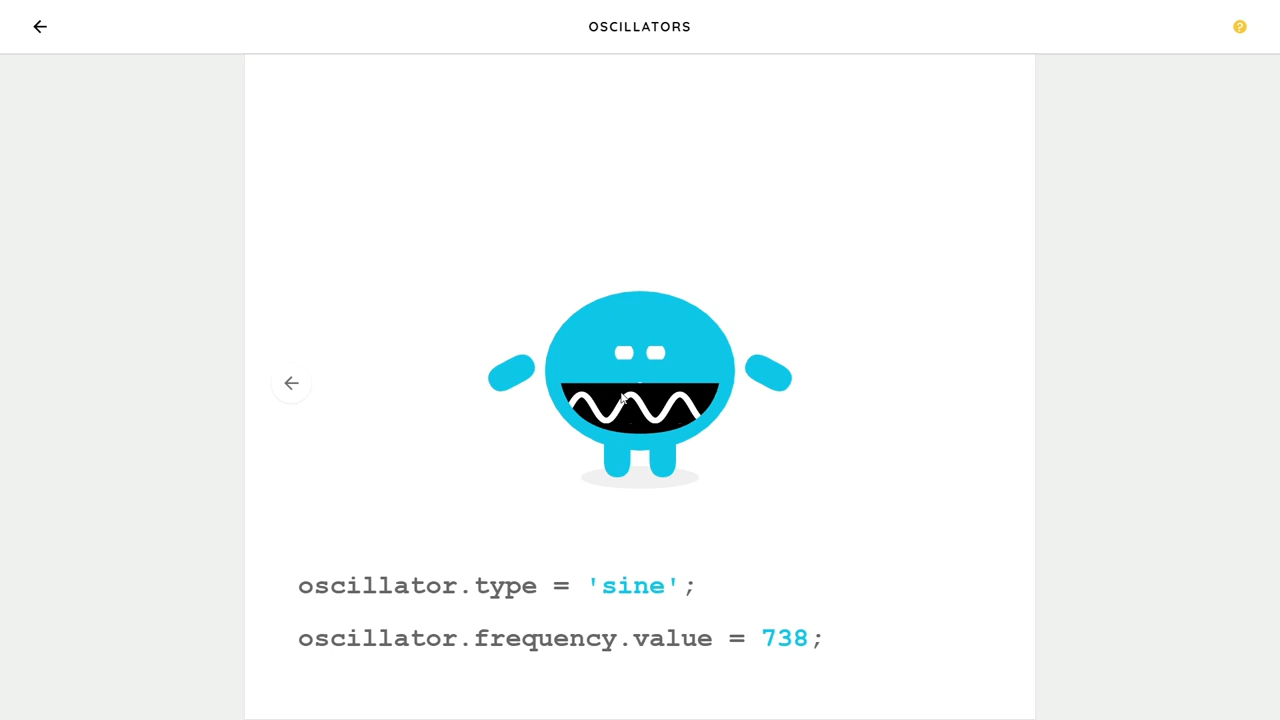 OSCILLATORS
?
oscillator.type = 'sine';
oscillator.frequency.value = 738;